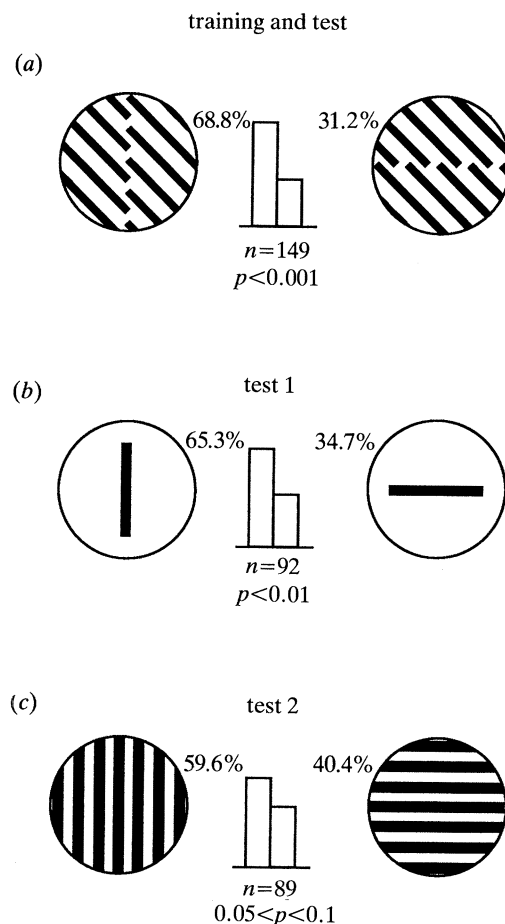 training and test
(a)
68.8% 31.2%
n=149
p<0.001
(b) test 1
65.3% 34.7%
n=92
p<0.01
(c) test 2
59.6% 40.4%
n=89
0.05<p<0.1